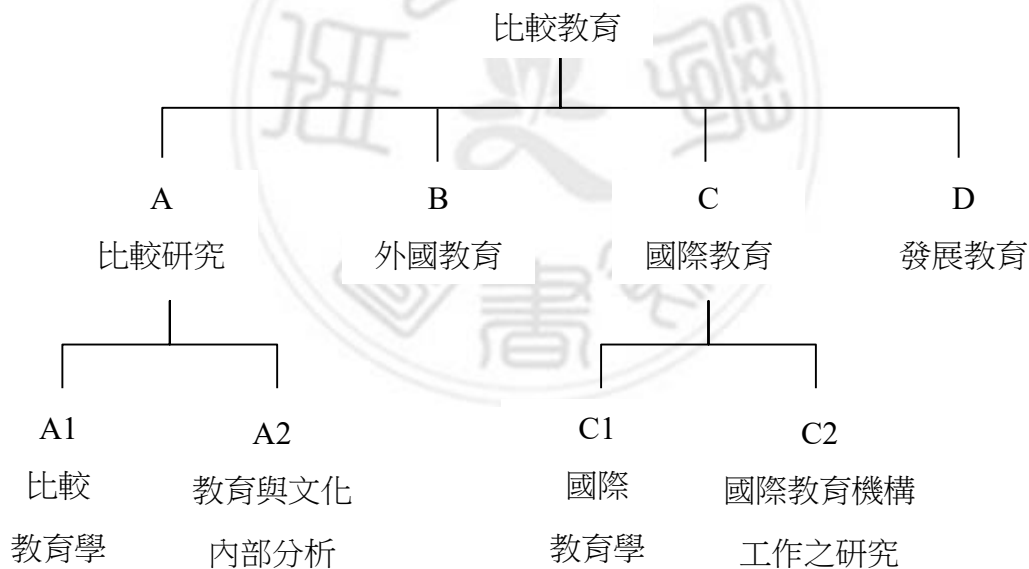 比較教育
A B C D
比較研究 外國教育 國際教育 發展教育
A1 A2 C1 C2
比較 教育與文化 國際 國際教育機構
教育學 內部分析 教育學 工作之研究